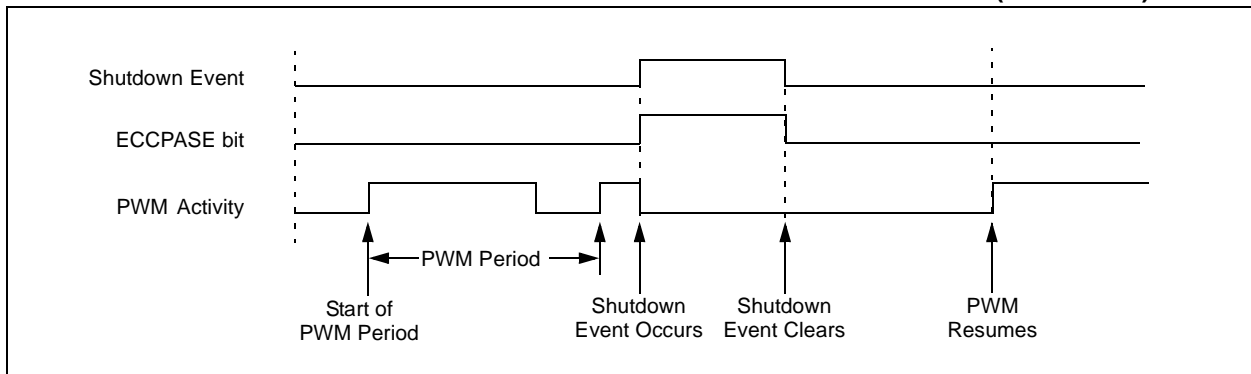 Shutdown Event
ECCPASE bit
PWM Activity
PWM Period
Start of
PWM Period
Shutdown
Event Occurs
Shutdown
Event Clears
PWM
Resumes